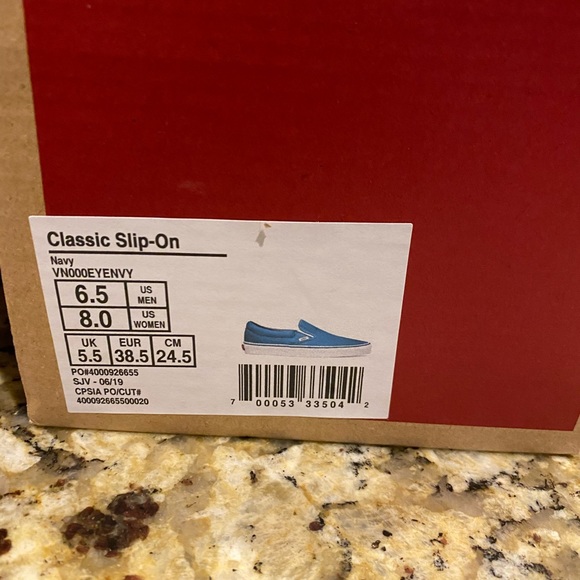 Classic Slip-On
Navy
VN000EYENVY
6.5 US MEN
8.0 US WOMEN
UK EUR CM
5.5 38.5 24.5
PO#4000926655
SJV - 06/19
CPSIA PO/CUT#
400092665500020
7 00053 33504 2